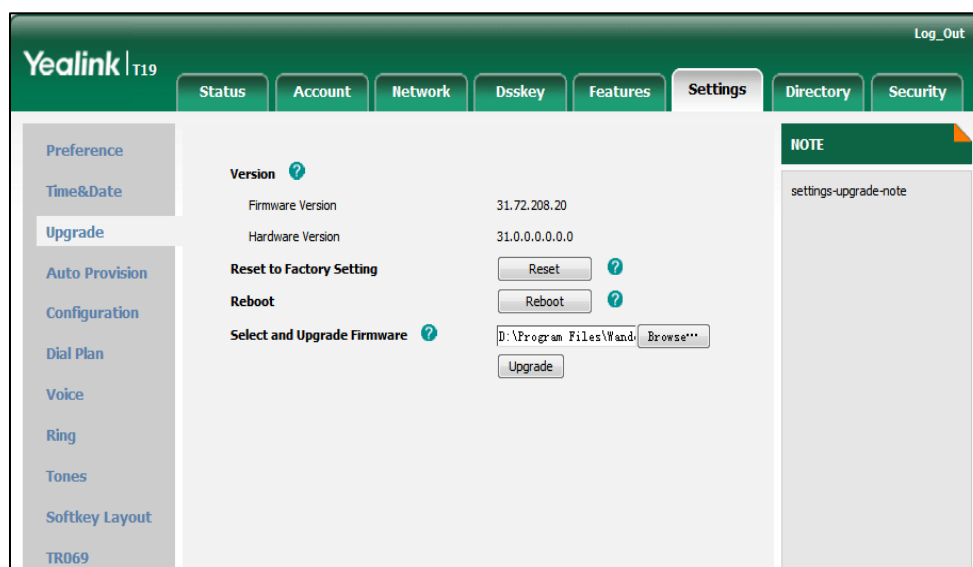 Log_Out
Yealink | T19
Status Account Network Dsskey Features Settings Directory Security
Preference
Time&Date
Upgrade
Auto Provision
Configuration
Dial Plan
Voice
Ring
Tones
Softkey Layout
TR069
Version ?
Firmware Version 31.72.208.20
Hardware Version 31.0.0.0.0.0.0
Reset to Factory Setting Reset ?
Reboot Reboot ?
Select and Upgrade Firmware ? D:\Program Files\Wand Browse...
Upgrade
NOTE
settings-upgrade-note